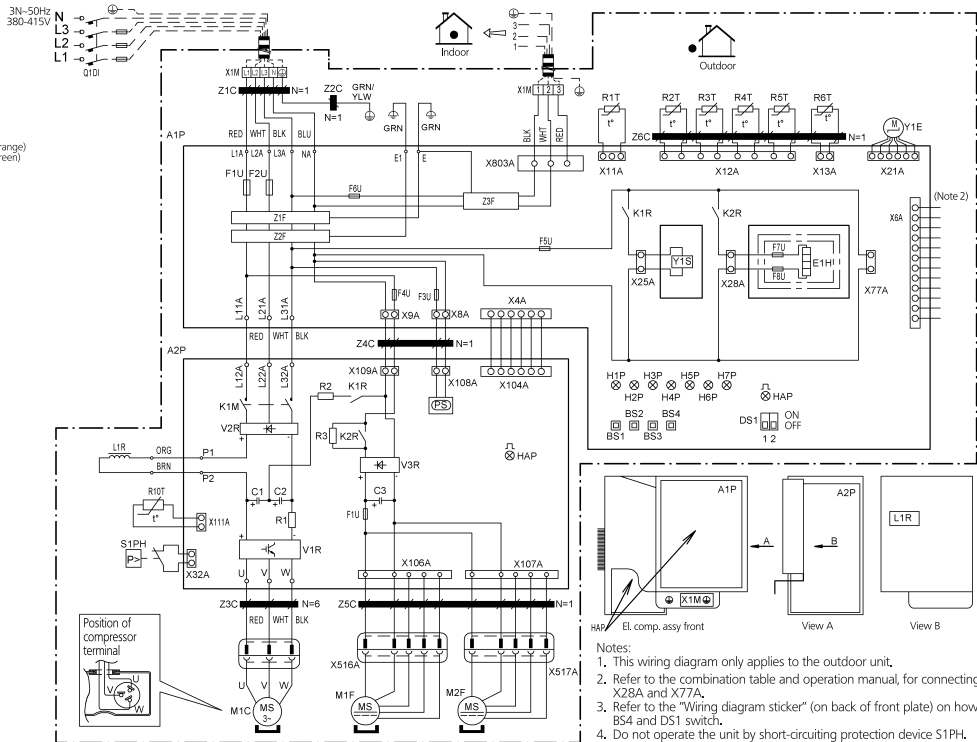 3N~50Hz
380-415V
L3
L2
L1
Q1DI
Indoor
3
2
1
Outdoor
X1M L1 L2 L3 N
Z1C N=1
Z2C
N=1
GRN/
YLW
GRN
GRN
X1M 1 2 3
BLK
WHT
RED
R1T R2T R3T R4T R5T R6T
t° t° t° t° t° t°
Z6C N=1
M Y1E
range)
reen)
A1P
RED WHT BLK BLU
L1A L2A L3A NA
E1 E
X803A
X11A X12A X13A X21A
F1U F2U
F6U
Z3F
Z1F
Z2F
F5U
K1R K2R
X6A
(Note 2)
Y1S
X25A
F7U
F8U
E1H
X28A
X77A
L11A
L21A
L31A
F4U F3U
X9A X8A
X4A
RED WHT BLK
Z4C N=1
A2P
L12A
L22A
L32A
X109A X108A
X104A
PS
H1P H3P H5P H7P
H2P H4P H6P
HAP
BS2 BS4
BS1 BS3
DS1 ON
OFF
1 2
K1M
R2 K1R
V2R
R3 K2R
V3R
HAP
L1R
ORG P1
BRN P2
C1 C2
C3
R10T
t°
X111A
R1
F1U
S1PH
P>
X32A
V1R
X106A X107A
U V W
Z3C N=6
Z5C N=1
RED WHT BLK
X516A
X517A
Position of
compressor
terminal
U
V
W
U V W
M1C MS
3~
M1F MS
M2F MS
A1P
X1M
HAP El. comp. assy front
A
A2P
View A
B
L1R
View B
Notes:
1. This wiring diagram only applies to the outdoor unit.
2. Refer to the combination table and operation manual, for connecting
X28A and X77A.
3. Refer to the "Wiring diagram sticker" (on back of front plate) on how
BS4 and DS1 switch.
4. Do not operate the unit by short-circuiting protection device S1PH.